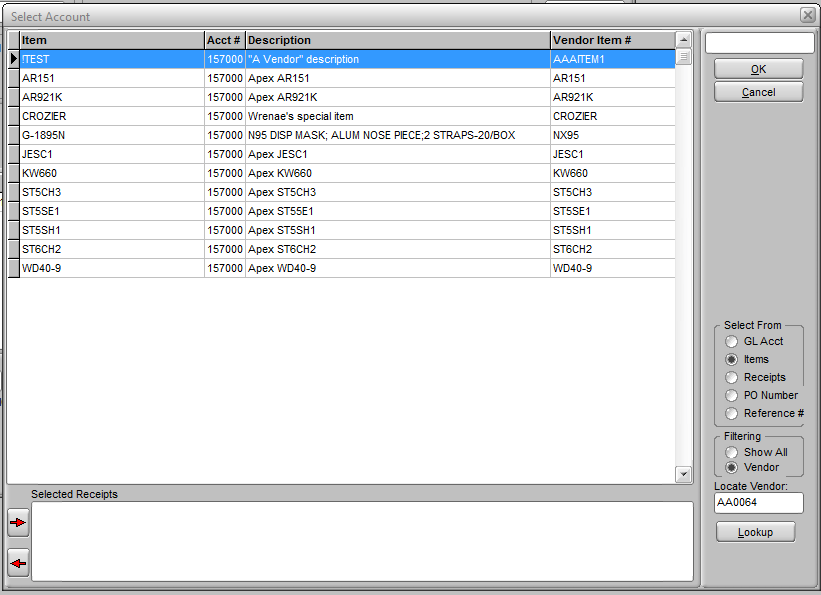 Select Account
Item Acct # Description Vendor Item #
!TEST 157000 "A Vendor" description AAAITEM1
AR151 157000 Apex AR151 AR151
AR921K 157000 Apex AR921K AR921K
CROZIER 157000 Wrenae's special item CROZIER
G-1895N 157000 N95 DISP MASK; ALUM NOSE PIECE;2 STRAPS-20/BOX NX95
JESC1 157000 Apex JESC1 JESC1
KW660 157000 Apex KW660 KW660
ST5CH3 157000 Apex ST5CH3 ST5CH3
ST5SE1 157000 Apex ST55E1 ST5SE1
ST5SH1 157000 Apex ST5SH1 ST5SH1
ST6CH2 157000 Apex ST6CH2 ST6CH2
WD40-9 157000 Apex WD40-9 WD40-9
OK
Cancel
Select From
GL Acct
Items
Receipts
PO Number
Reference #
Filtering
Show All
Vendor
Locate Vendor:
AA0064
Lookup
Selected Receipts